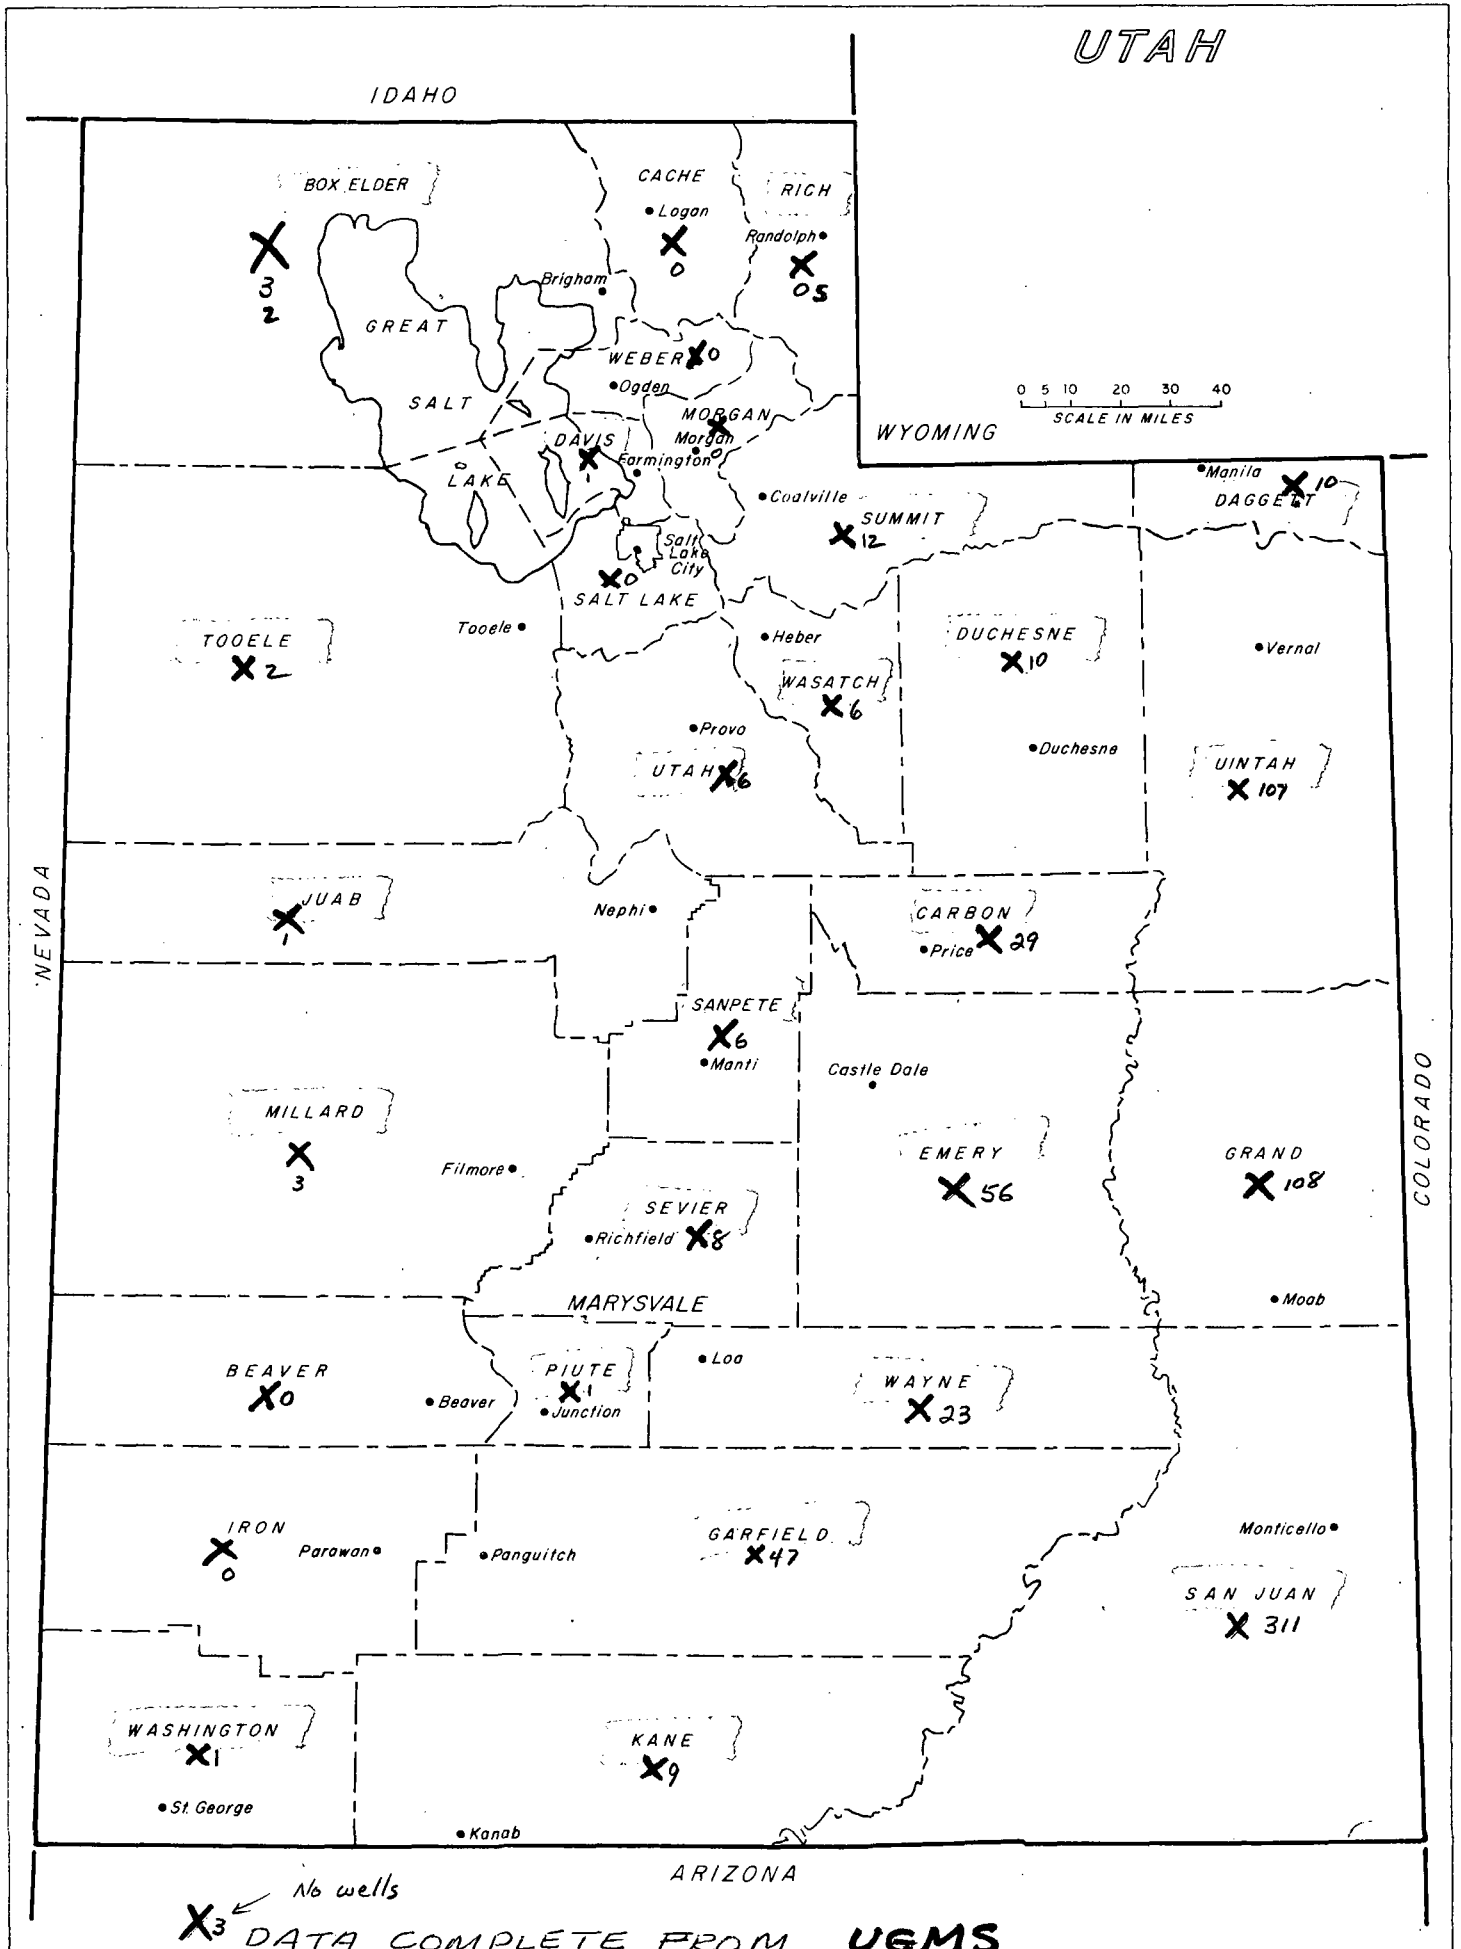 UTAH
IDAHO
BOX ELDER
3
2
CACHE
Logan
0
RICH
Randolph
0 5
Brigham
GREAT
SALT
LAKE
WEBER 0
Ogden
MORGAN
Morgan
0
DAVIS
1
Farmington
0 5 10 20 30 40
SCALE IN MILES
WYOMING
Coalville
SUMMIT
12
Manila
10
DAGGETT
Salt
Lake
City
0
SALT LAKE
TOOELE
2
Tooele
Heber
WASATCH
6
DUCHESNE
10
Duchesne
Vernal
UINTAH
107
Provo
UTAH
6
NEVADA
JUAB
1
Nephi
CARBON
Price
29
SANPETE
6
Manti
Castle Dale
EMERY
56
GRAND
108
COLORADO
MILLARD
3
Filmore
SEVIER
Richfield
8
MARYSVALE
Moab
BEAVER
0
Beaver
PIUTE
1
Junction
Loa
WAYNE
23
IRON
0
Parawan
Panguitch
GARFIELD
47
Monticello
SAN JUAN
311
WASHINGTON
1
St. George
KANE
9
Kanab
ARIZONA
No wells
X3 DATA COMPLETE FROM UGMS